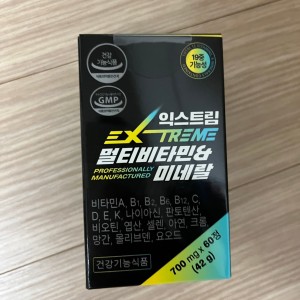 건강
기능식품
19종
기능성
GMP
익스트림
EXTREME
멀티비타민&
PROFESSIONALLY
MANUFACTURED
미네랄
비타민A, B1, B2, B6, B12, C,
D, E, K, 나이아신, 판토텐산,
비오틴, 엽산, 셀렌, 아연, 크롬,
망간, 몰리브덴, 요오드
건강기능식품
700 mg x 60정
(42 g)